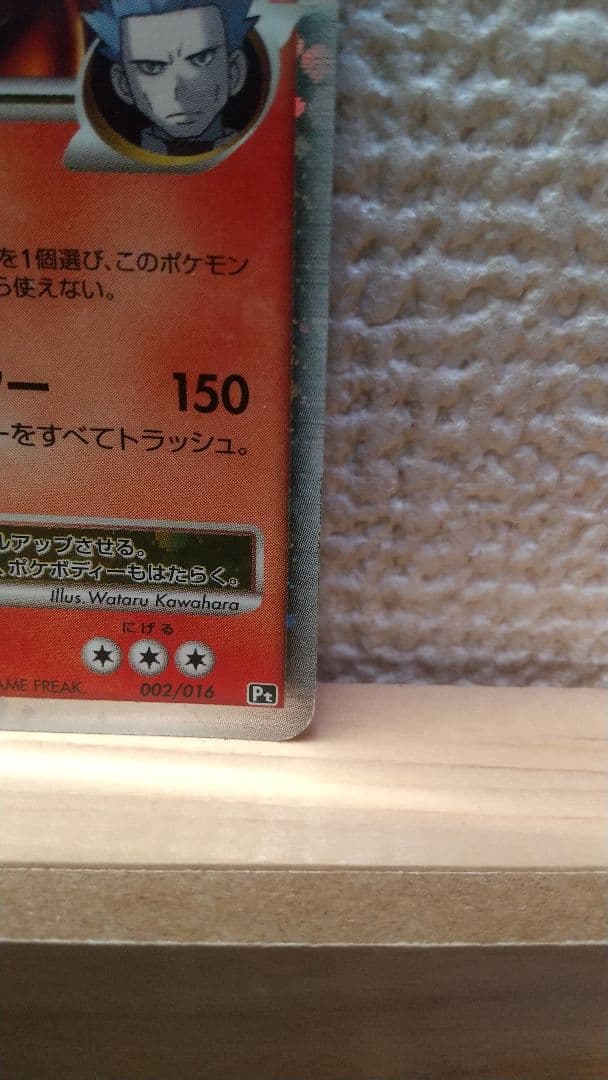 を1個選び、このポケモン
ら使えない。
ー 150
ーをすべてトラッシュ。
ルアップさせる。
、ポケボディーもはたらく。
Illus. Wataru Kawahara
にげる
AME FREAK. 002/016 Pt